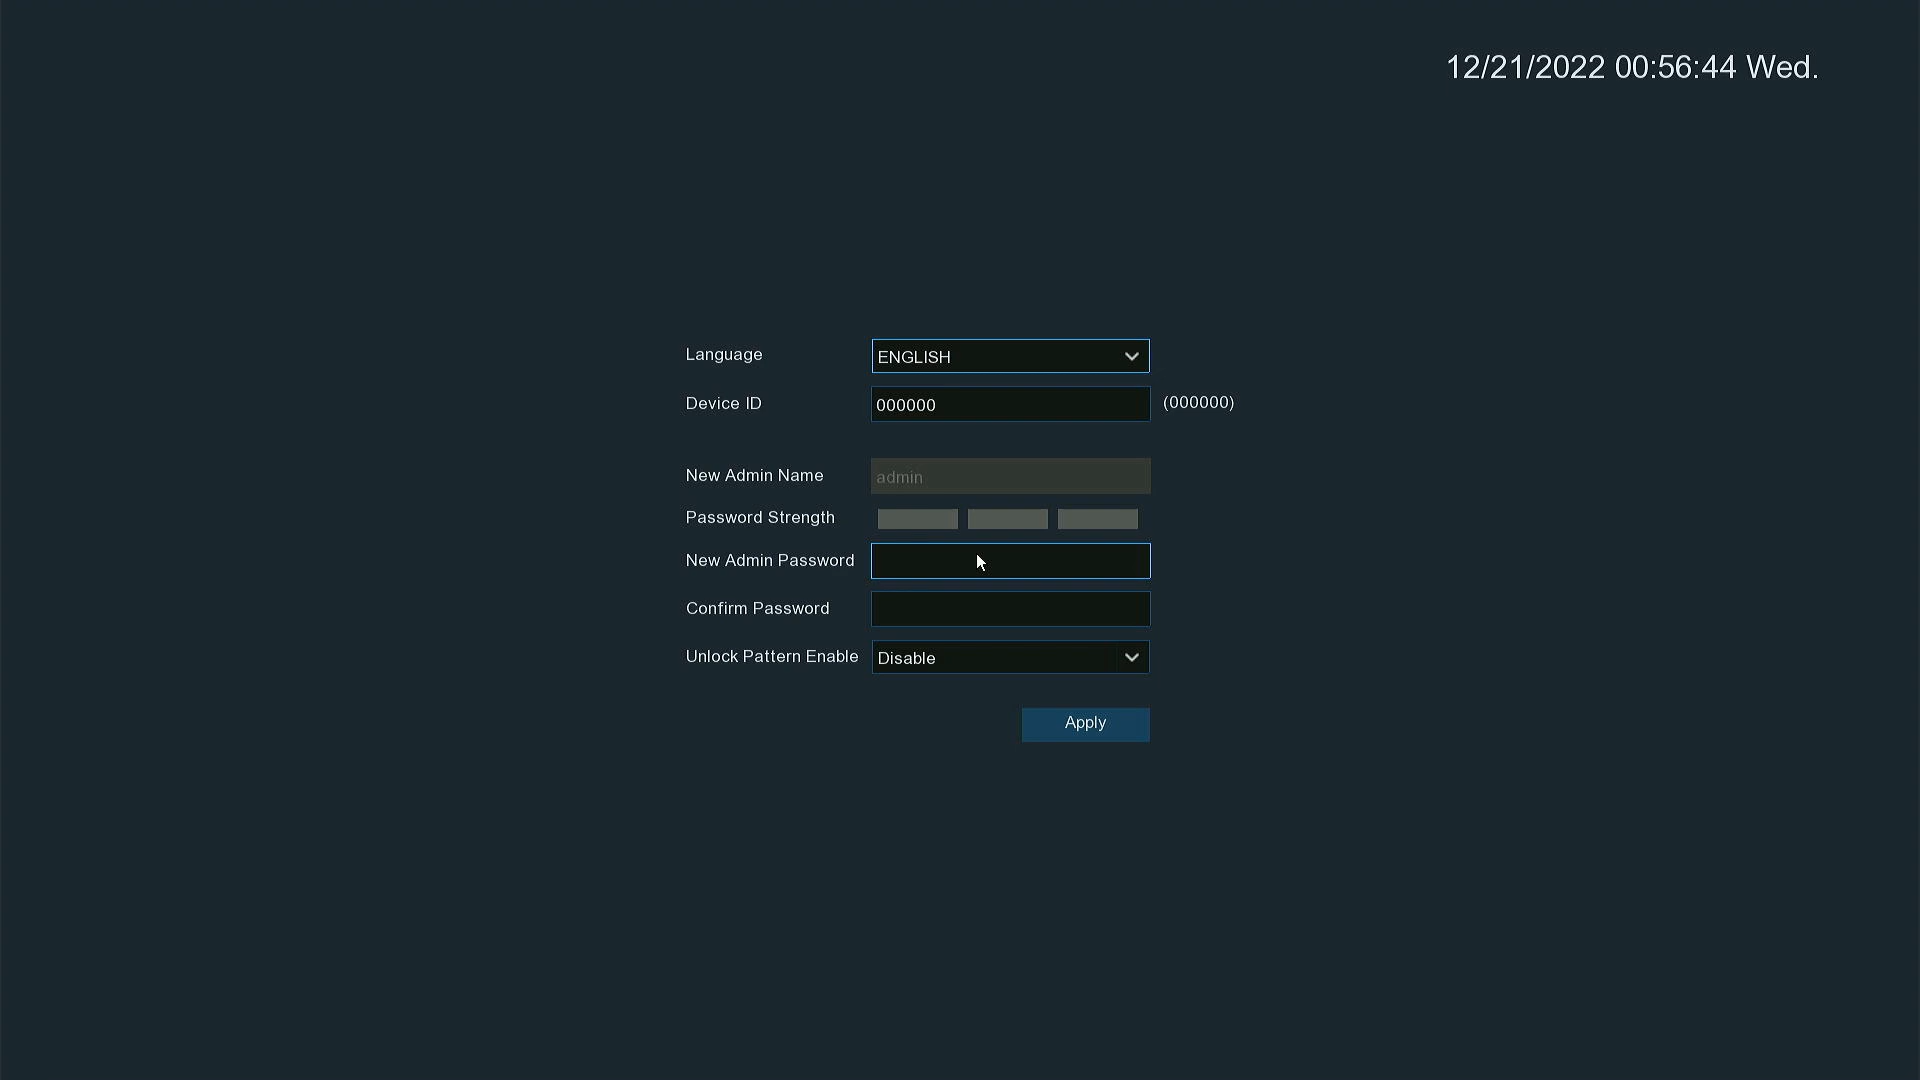 12/21/2022 00:56:44 Wed.
Language ENGLISH
Device ID 000000 (000000)
New Admin Name admin
Password Strength
New Admin Password
Confirm Password
Unlock Pattern Enable Disable
Apply